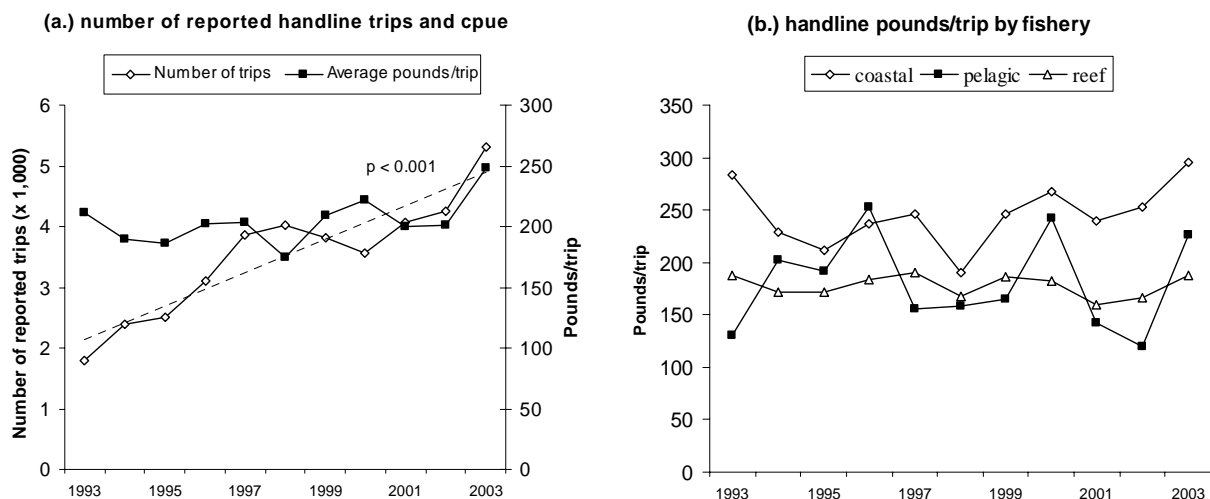 (a.) number of reported handline trips and cpue
Number of trips
Average pounds/trip
6
5
4
3
2
1
0
Number of reported trips (x 1,000)
p < 0.001
300
250
200
150
100
50
0
Pounds/trip
1993 1995 1997 1999 2001 2003
(b.) handline pounds/trip by fishery
coastal
pelagic
reef
350
300
250
200
150
100
50
0
Pounds/trip
1993 1995 1997 1999 2001 2003